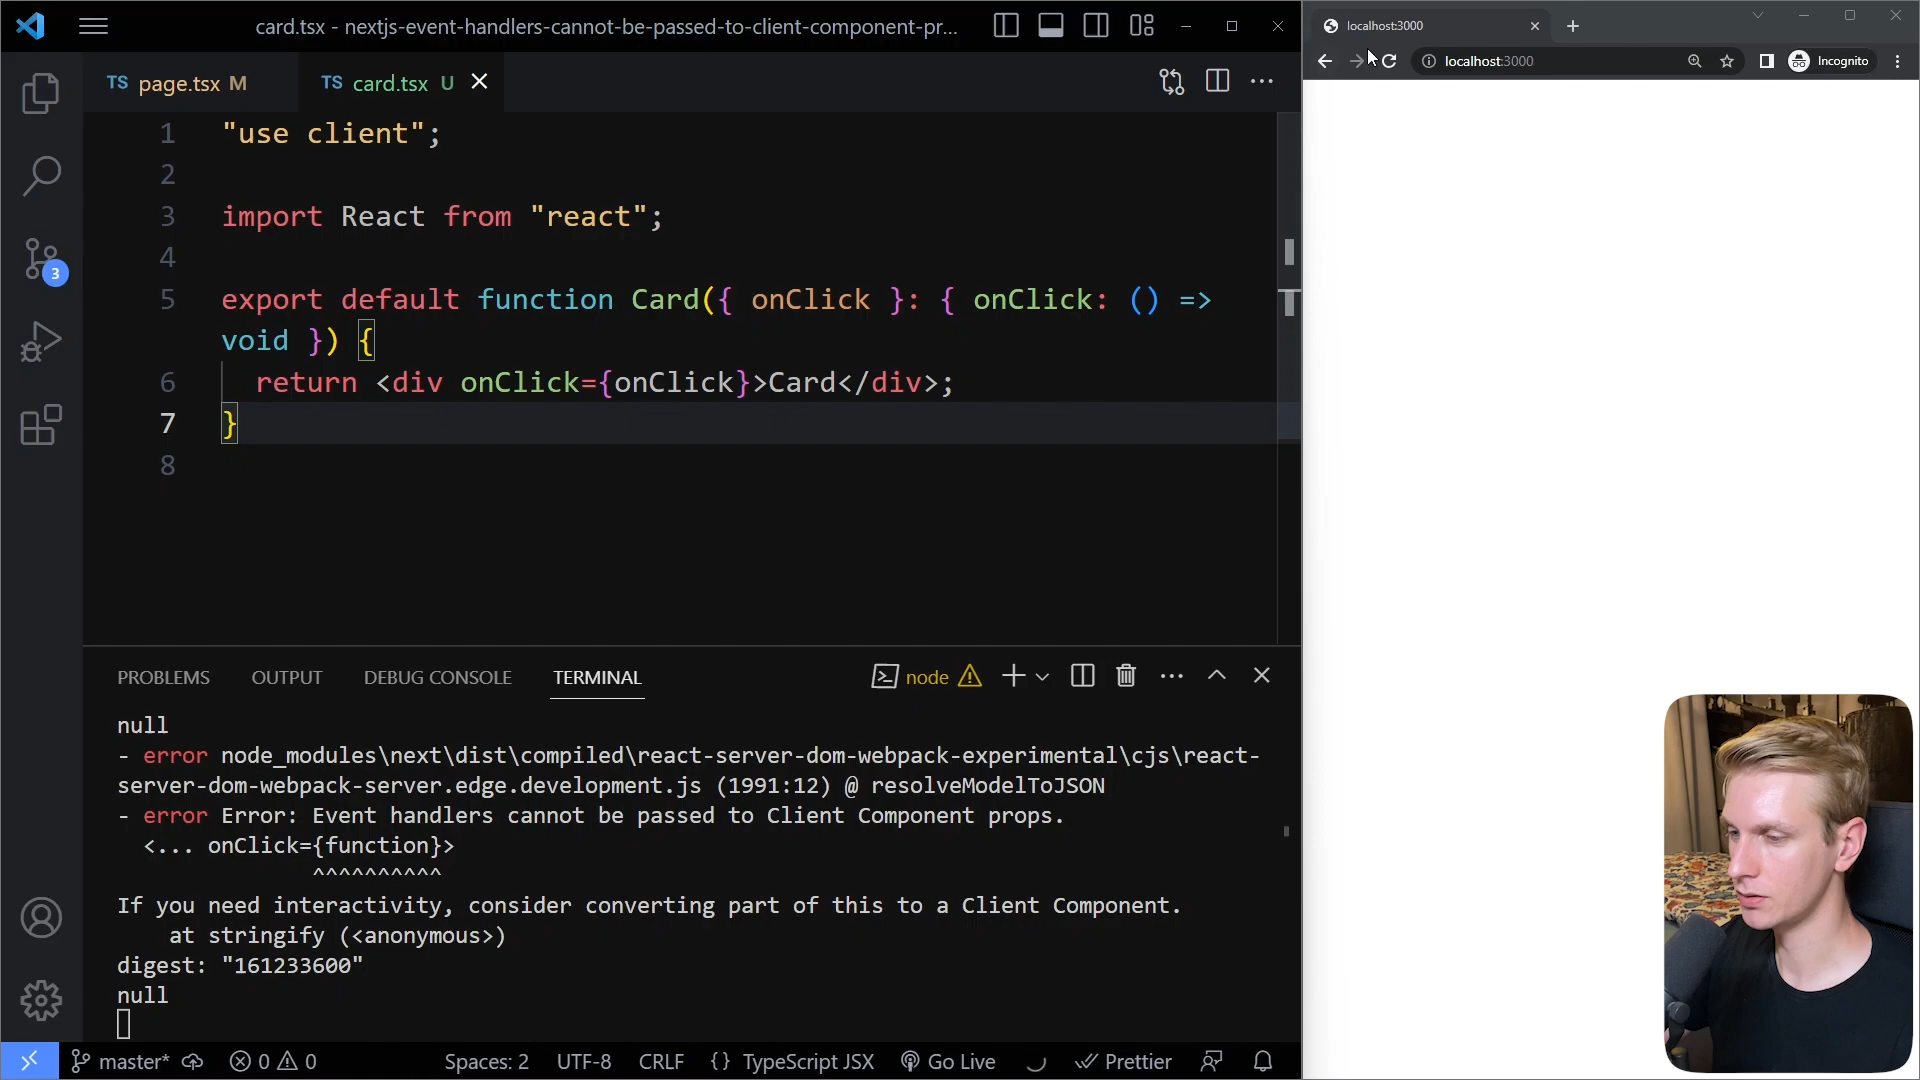 card.tsx - nextjs-event-handlers-cannot-be-passed-to-client-component-pr...
TS page.tsx M
TS card.tsx U
1 "use client";
2
3 import React from "react";
4
5 export default function Card({ onClick }: { onClick: () =>
void }) {
6 return <div onClick={onClick}>Card</div>;
7 }
8
3
PROBLEMS OUTPUT DEBUG CONSOLE TERMINAL node
null
- error node_modules\next\dist\compiled\react-server-dom-webpack-experimental\cjs\react-
server-dom-webpack-server.edge.development.js (1991:12) @ resolveModelToJSON
- error Error: Event handlers cannot be passed to Client Component props.
<... onClick={function}>
^^^^^^^^^^
If you need interactivity, consider converting part of this to a Client Component.
at stringify (<anonymous>)
digest: "161233600"
null
master* 0 0 Spaces: 2 UTF-8 CRLF {} TypeScript JSX Go Live Prettier
localhost:3000
localhost:3000 Incognito